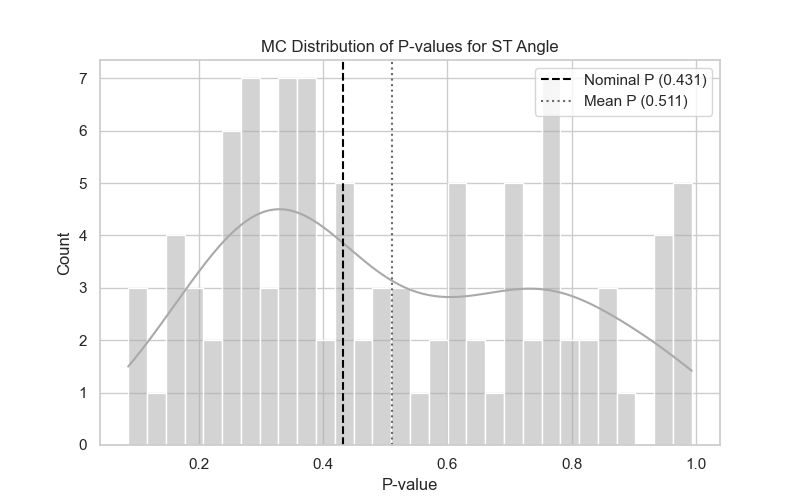 MC Distribution of P-values for ST Angle
Nominal P (0.431)
Mean P (0.511)
Count
7
6
5
4
3
2
1
0
0.2 0.4 0.6 0.8 1.0
P-value